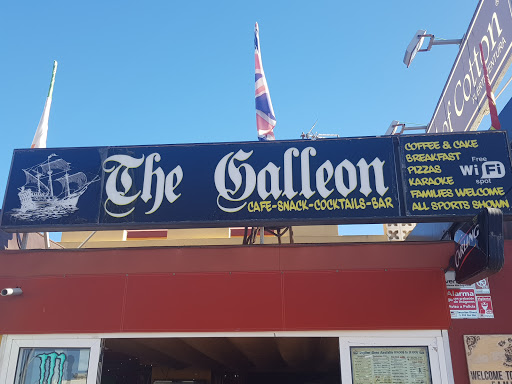 The Galleon
CAFE-SNACK-COCKTAILS-BAR
COFFEE & CAKE
BREAKFAST
PIZZAS
KARAOKE
FAMILIES WELCOME
ALL SPORTS SHOWN
Free
WiFi
spot
Cotton
FUERTEVENTURA
Alarma
WELCOME